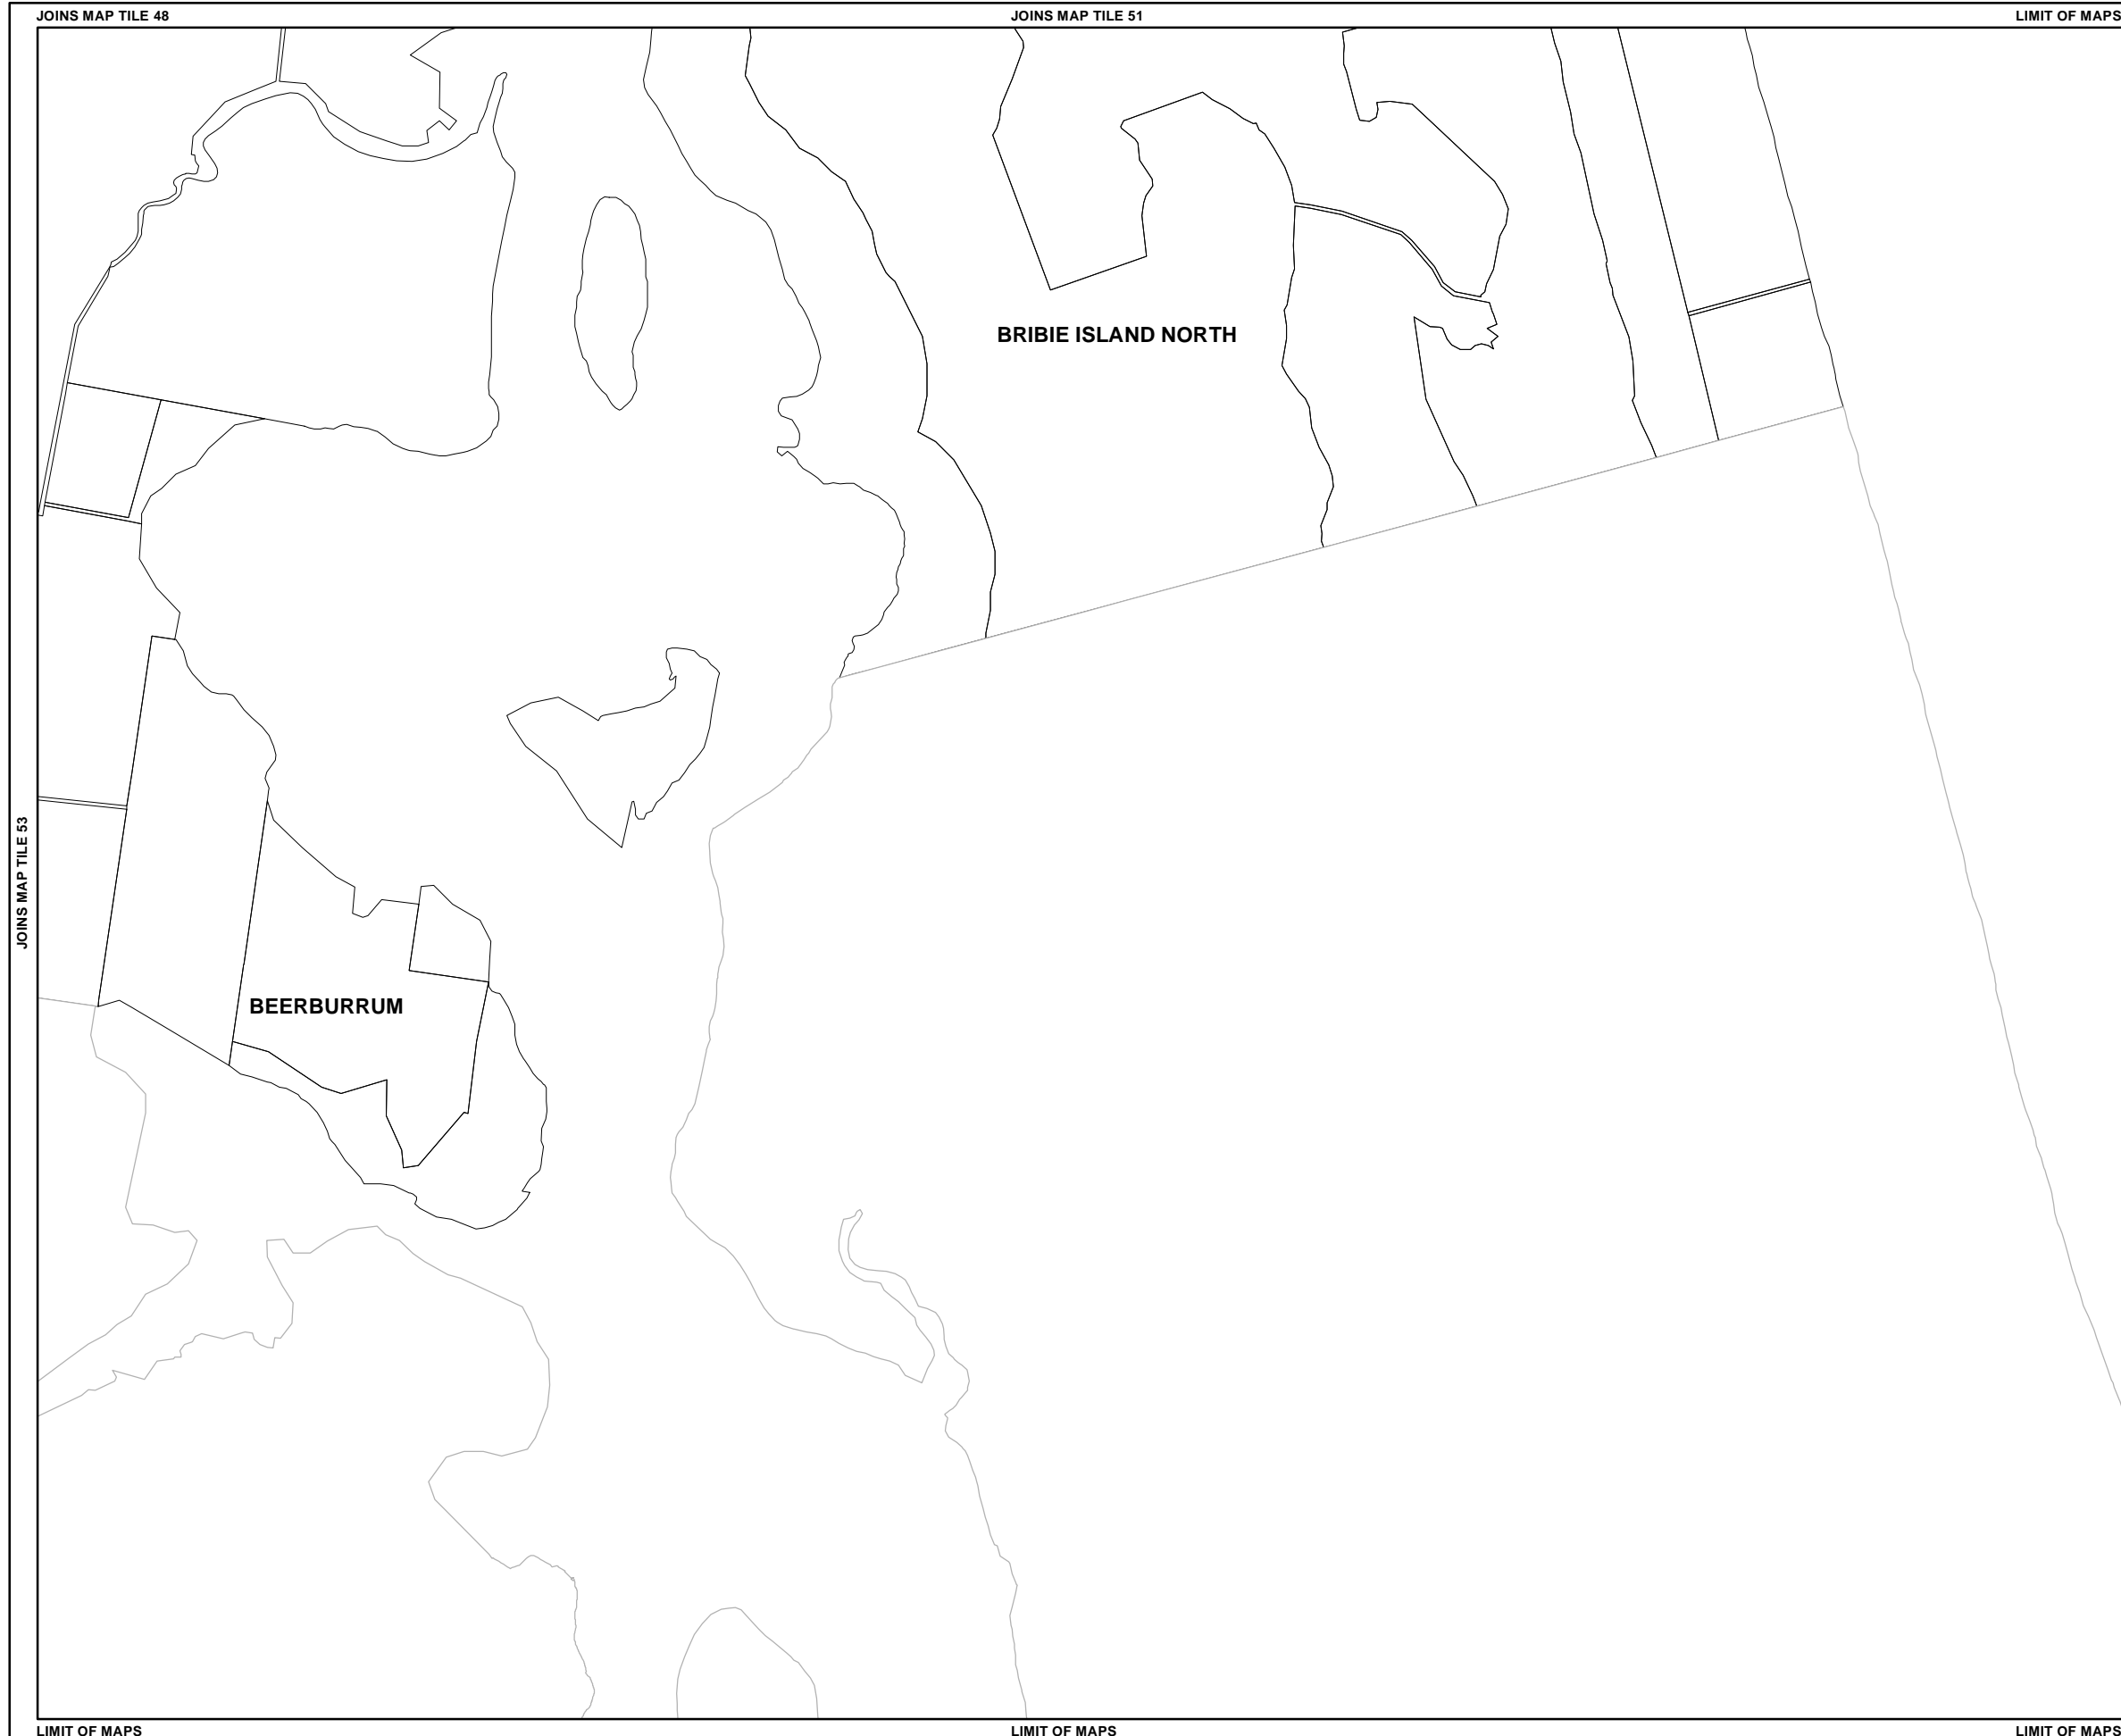 JOINS MAP TILE 48
JOINS MAP TILE 51
LIMIT OF MAPS
BRIBIE ISLAND NORTH
JOINS MAP TILE 53
BEERBURRUM
LIMIT OF MAPS
LIMIT OF MAPS
LIMIT OF MAPS